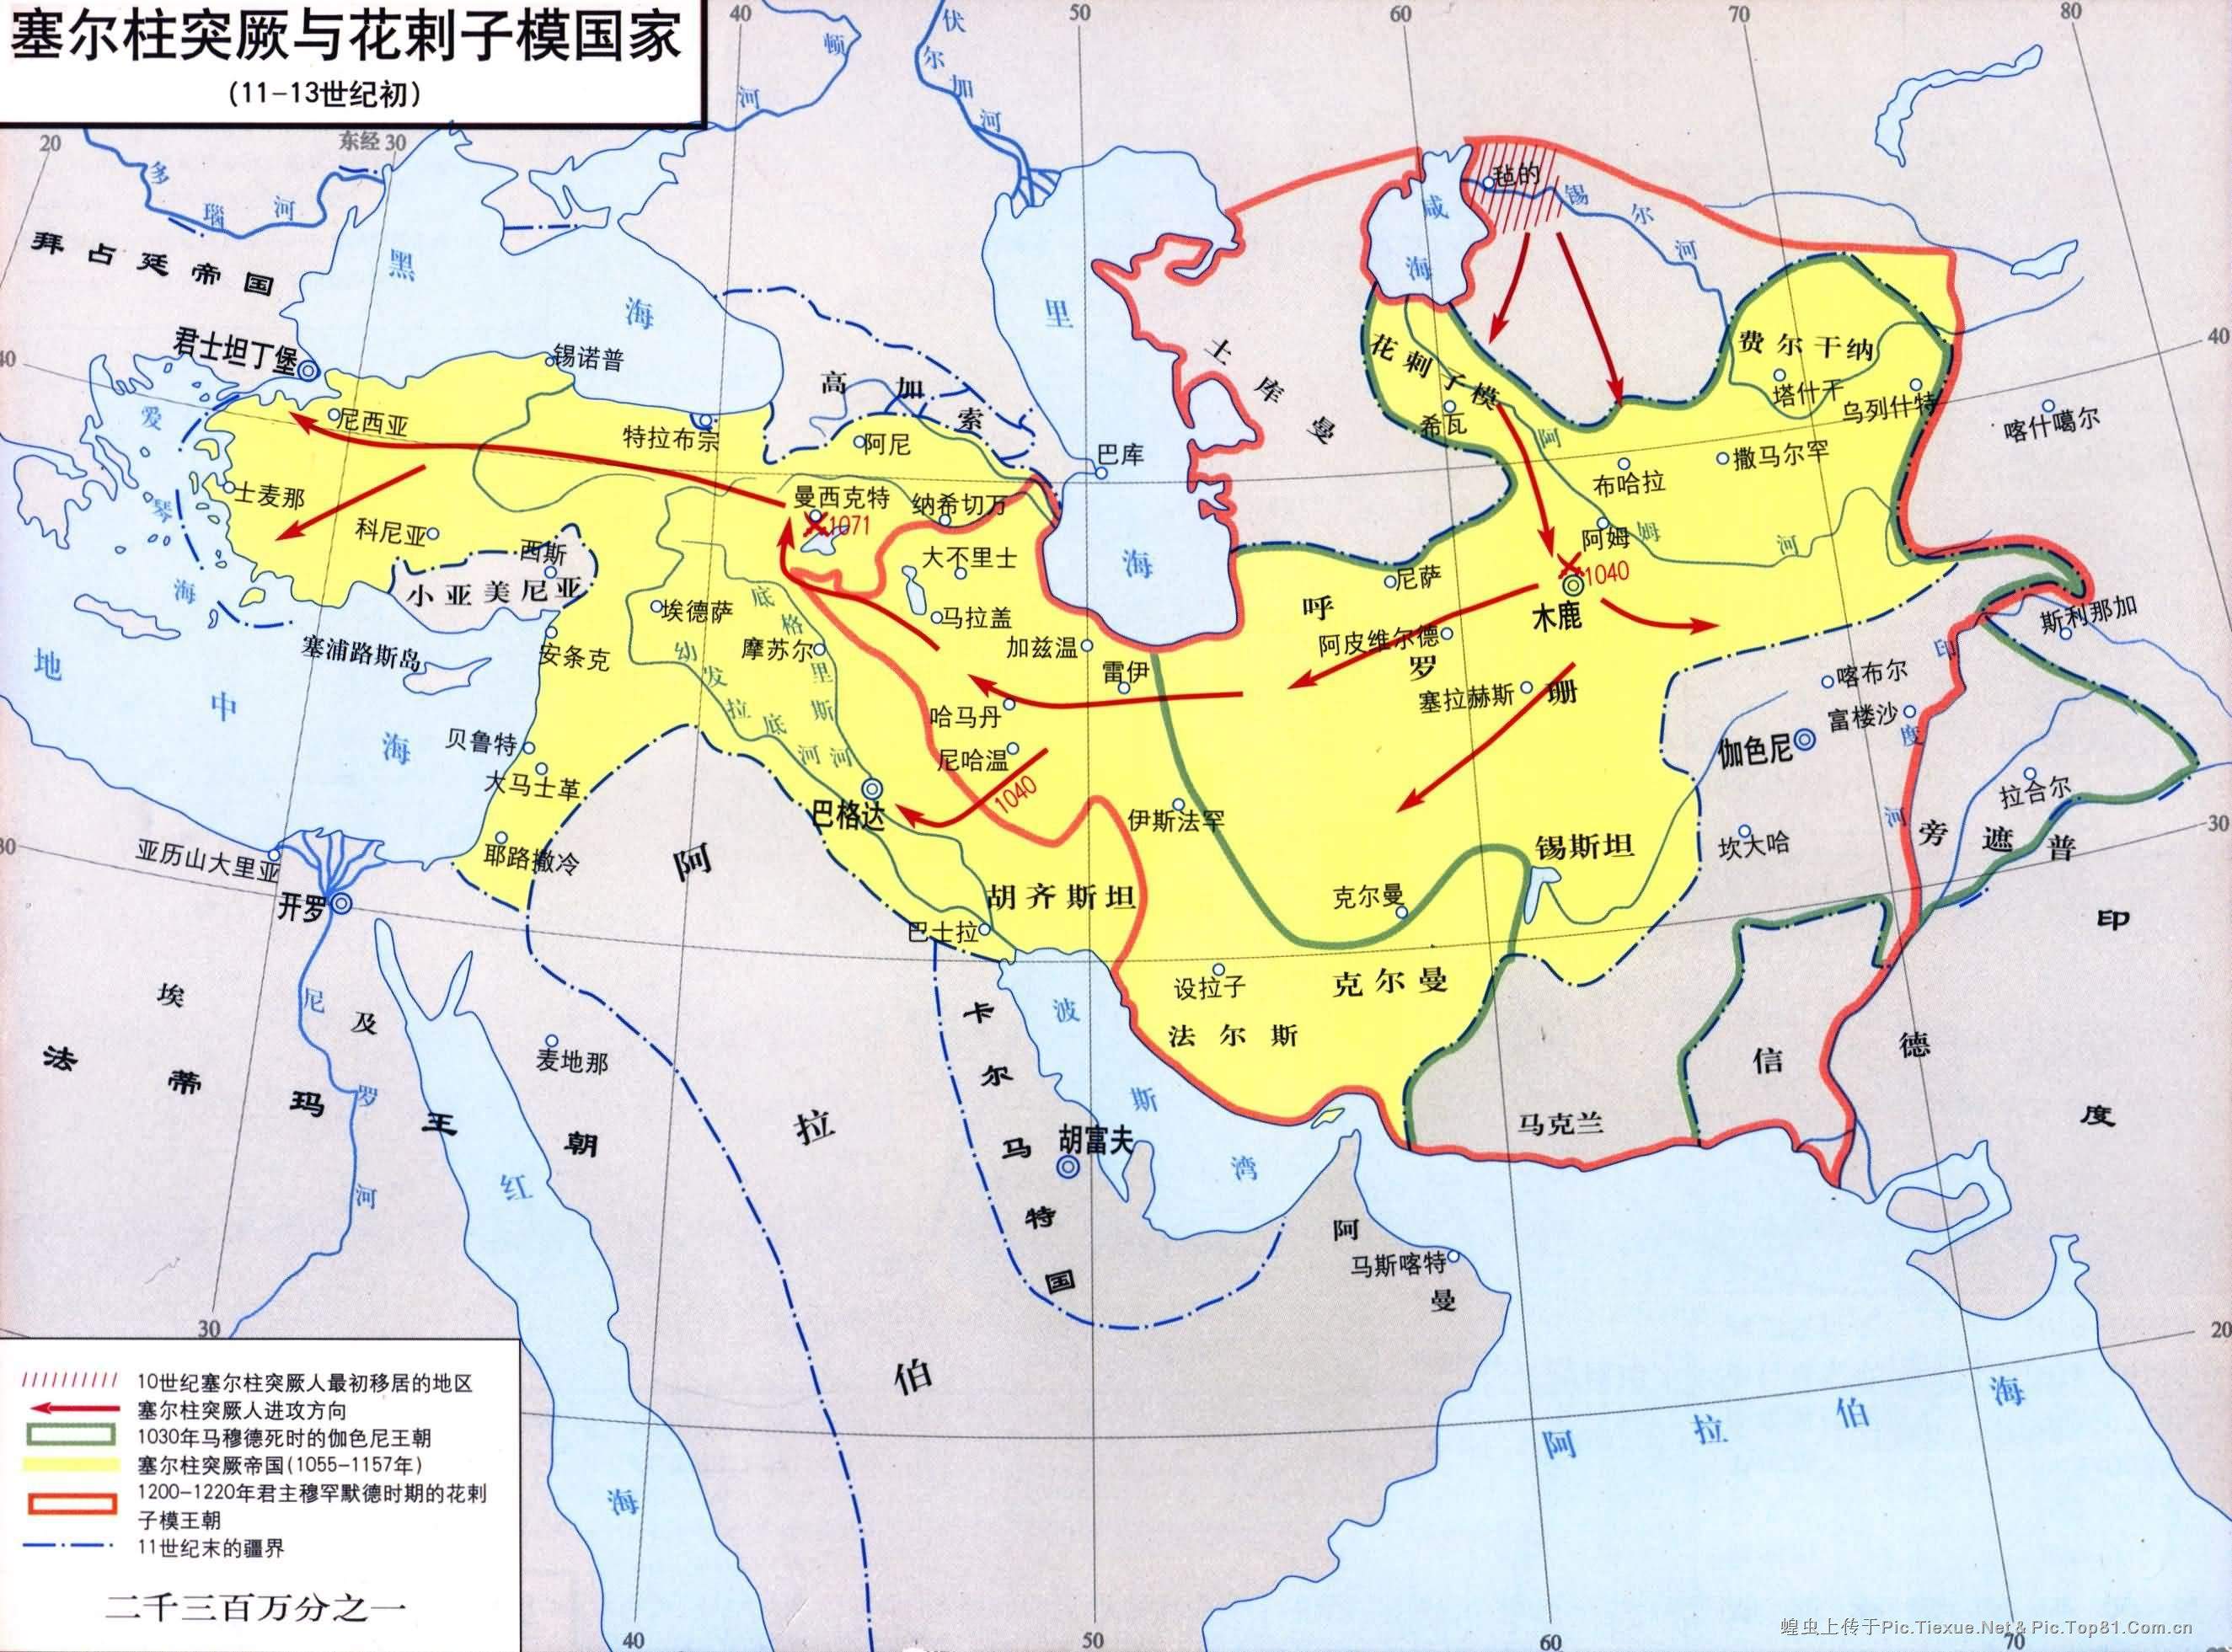 塞尔柱突厥与花剌子模国家
(11-13世纪初)
40
50
60
70
80
20
东经30
40
30
40
30
20
30
40
50
60
70
顿
河
伏
尔
加
河
多
瑙
河
拜占廷帝国
君士坦丁堡
黑
海
里
海
咸
海
毡的
锡
尔
河
土
库
曼
花剌子模
希瓦
费尔干纳
塔什干
乌列什特
喀什噶尔
布哈拉
撒马尔罕
阿
姆
河
阿姆
1040
木鹿
锡诺普
尼西亚
特拉布宗
高
加
索
阿尼
巴库
爱
琴
海
士麦那
科尼亚
西斯
小亚美尼亚
曼西克特
1071
纳希切万
大不里士
马拉盖
加兹温
雷伊
哈马丹
尼哈温
1040
埃德萨
摩苏尔
底
格
里
斯
河
幼
发
拉
底
河
安条克
塞浦路斯岛
地
中
海
贝鲁特
大马士革
耶路撒冷
亚历山大里亚
开罗
巴格达
巴士拉
胡齐斯坦
伊斯法罕
呼
罗
珊
尼萨
阿皮维尔德
塞拉赫斯
锡斯坦
克尔曼
克尔曼
设拉子
法尔斯
斯利那加
印
度
河
喀布尔
富楼沙
伽色尼
坎大哈
拉合尔
旁遮普
印
度
马克兰
信
德
埃
及
尼
罗
河
法
蒂
玛
王
朝
麦地那
红
海
阿
拉
伯
卡
尔
马
特
国
胡富夫
波
斯
湾
阿
曼
马斯喀特
阿
拉
伯
海
10世纪塞尔柱突厥人最初移居的地区
塞尔柱突厥人进攻方向
1030年马穆德死时的伽色尼王朝
塞尔柱突厥帝国(1055-1157年)
1200-1220年君主穆罕默德时期的花剌
子模王朝
11世纪末的疆界
二千三百万分之一
蝗虫上传于Pic.Tiexue.Net & Pic.Top81.Com.cn